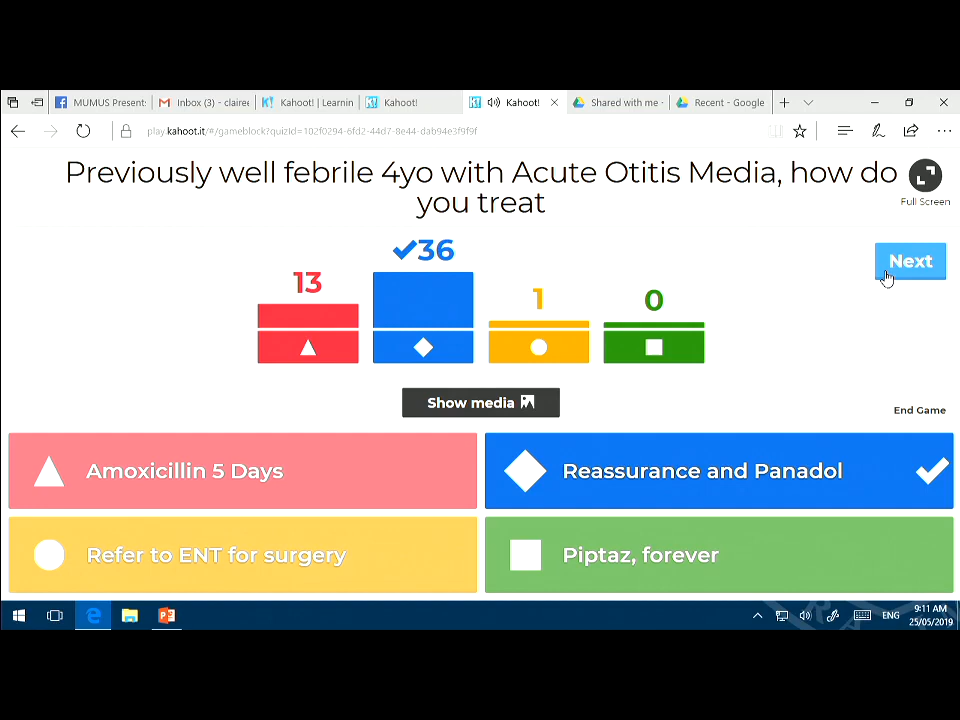 MUMUS Present:
Inbox (3) - clairee
Kahoot! | Learnin
Kahoot!
Kahoot!
Shared with me -
Recent - Google
play.kahoot.it/#/gameblock?quizId=102f0294-6fd2-44d7-8e44-dab94e3f9f9f
Previously well febrile 4yo with Acute Otitis Media, how do
you treat
Full Screen
36
Next
13
1
0
Show media
End Game
Amoxicillin 5 Days
Reassurance and Panadol
Refer to ENT for surgery
Piptaz, forever
ENG
9:11 AM
25/05/2019